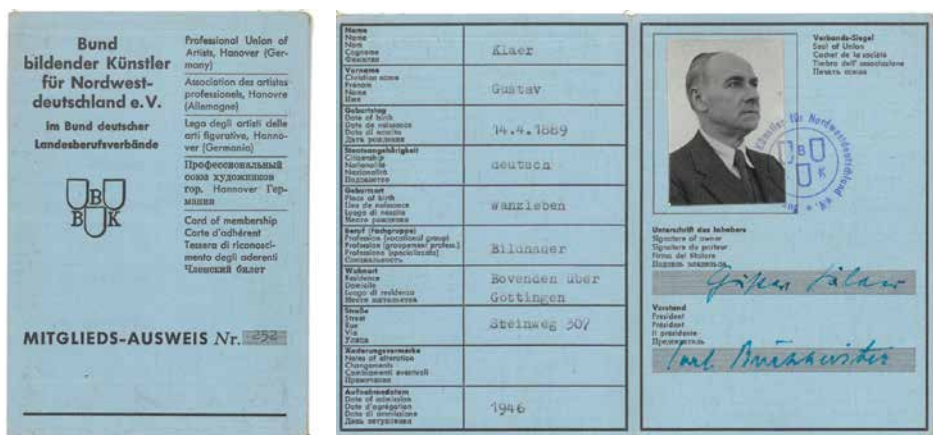 Bund
bildender Künstler
für Nordwest-
deutschland e.V.
im Bund deutscher
Landesberufsverbände
B
B K
MITGLIEDS-AUSWEIS Nr. 252
Professional Union of
Artists, Hanover (Ger-
many)
Association des artistes
professionels, Hanovre
(Allemagne)
Lega degli artisti delle
arti figurative, Hanno-
ver (Germania)
Профессиональный
союз художников
гор. Hannover Гер-
мания
Card of membership
Carte d'adhérent
Tessera di riconosci-
mento degli aderenti
Членский билет
Name
Name
Nom
Cognome
Фамилия
Klaer
Vorname
Christian name
Prénom
Nome
Имя
Gustav
Geburtstag
Date of birth
Date de naissance
Data di nascita
День рождения
14.4.1889
Staatsangehörigkeit
Citizenship
Nationalité
Nazionalità
Подданство
deutsch
Geburtsort
Place of birth
Lieu de naissance
Luogo di nascita
Место рождения
Wanzleben
Beruf (Fachgruppe)
Profession (vocational group)
Profession (groupement profess.)
Professione (specializzata)
Специальность
Bildhauer
Wohnort
Residence
Domicile
Luogo di residenza
Место жительства
Bovenden über
Göttingen
Straße
Street
Rue
Via
Улица
Steinweg 307
Aenderungsvermerke
Notes of alteration
Changements
Cambiamenti eventuali
Примечания
Aufnahmedatum
Date of admission
Date d'agrégation
Data di ammissione
День вступления
1946
Verbands-Siegel
Seal of Union
Cachet de la société
Timbro dell' associazione
Печать союза
Künstler für Nordwestdeutschland e.V.
B
B K
Unterschrift des Inhabers
Signature of owner
Signature du porteur
Firma del titolare
Подпись владельца
Vorstand
President
Président
Il presidente
Председатель